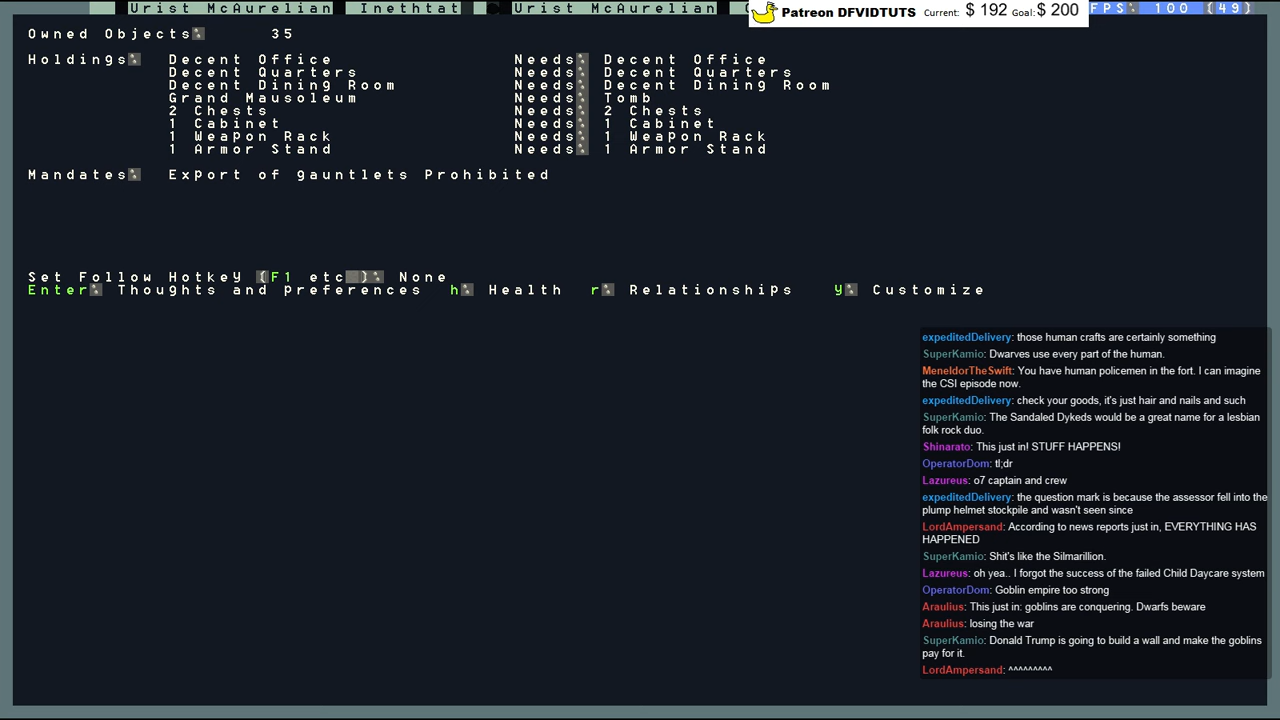 Urist McAurelian Inethtat Urist McAurelian
Patreon DFVIDTUTS Current: $ 192 Goal: $ 200
FPS: 100 (49)
Owned Objects: 35
Holdings: Decent Office Needs: Decent Office
Decent Quarters Needs: Decent Quarters
Decent Dining Room Needs: Decent Dining Room
Grand Mausoleum Needs: Tomb
2 Chests Needs: 2 Chests
1 Cabinet Needs: 1 Cabinet
1 Weapon Rack Needs: 1 Weapon Rack
1 Armor Stand Needs: 1 Armor Stand
Mandates: Export of gauntlets Prohibited
Set Follow Hotkey (F1 etc.): None
Enter: Thoughts and Preferences h: Health r: Relationships y: Customize
expeditedDelivery: those human crafts are certainly something
SuperKamio: Dwarves use every part of the human.
MeneldorTheSwift: You have human policemen in the fort. I can imagine
the CSI episode now.
expeditedDelivery: check your goods, it's just hair and nails and such
SuperKamio: The Sandaled Dykeds would be a great name for a lesbian
folk rock duo.
Shinarato: This just in! STUFF HAPPENS!
OperatorDom: tl;dr
Lazureus: o7 captain and crew
expeditedDelivery: the question mark is because the assessor fell into the
plump helmet stockpile and wasn't seen since
LordAmpersand: According to news reports just in, EVERYTHING HAS
HAPPENED
SuperKamio: Shit's like the Silmarillion.
Lazureus: oh yea.. I forgot the success of the failed Child Daycare system
OperatorDom: Goblin empire too strong
Araulius: This just in: goblins are conquering. Dwarfs beware
Araulius: losing the war
SuperKamio: Donald Trump is going to build a wall and make the goblins
pay for it.
LordAmpersand: ^^^^^^^^^